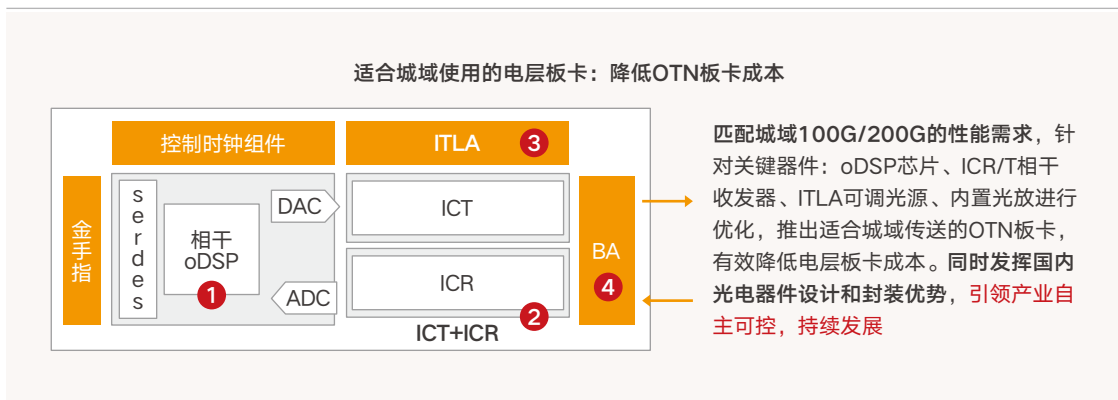 适合城域使用的电层板卡：降低OTN板卡成本
控制时钟组件
ITLA 3
金手指
serdes
相干
oDSP
1
DAC
ADC
ICT
ICR
2
ICT+ICR
BA
4
匹配城域100G/200G的性能需求，针
对关键器件：oDSP芯片、ICR/T相干
收发器、ITLA可调光源、内置光放进行
优化，推出适合城域传送的OTN板卡，
有效降低电层板卡成本。同时发挥国内
光电器件设计和封装优势，引领产业自
主可控，持续发展